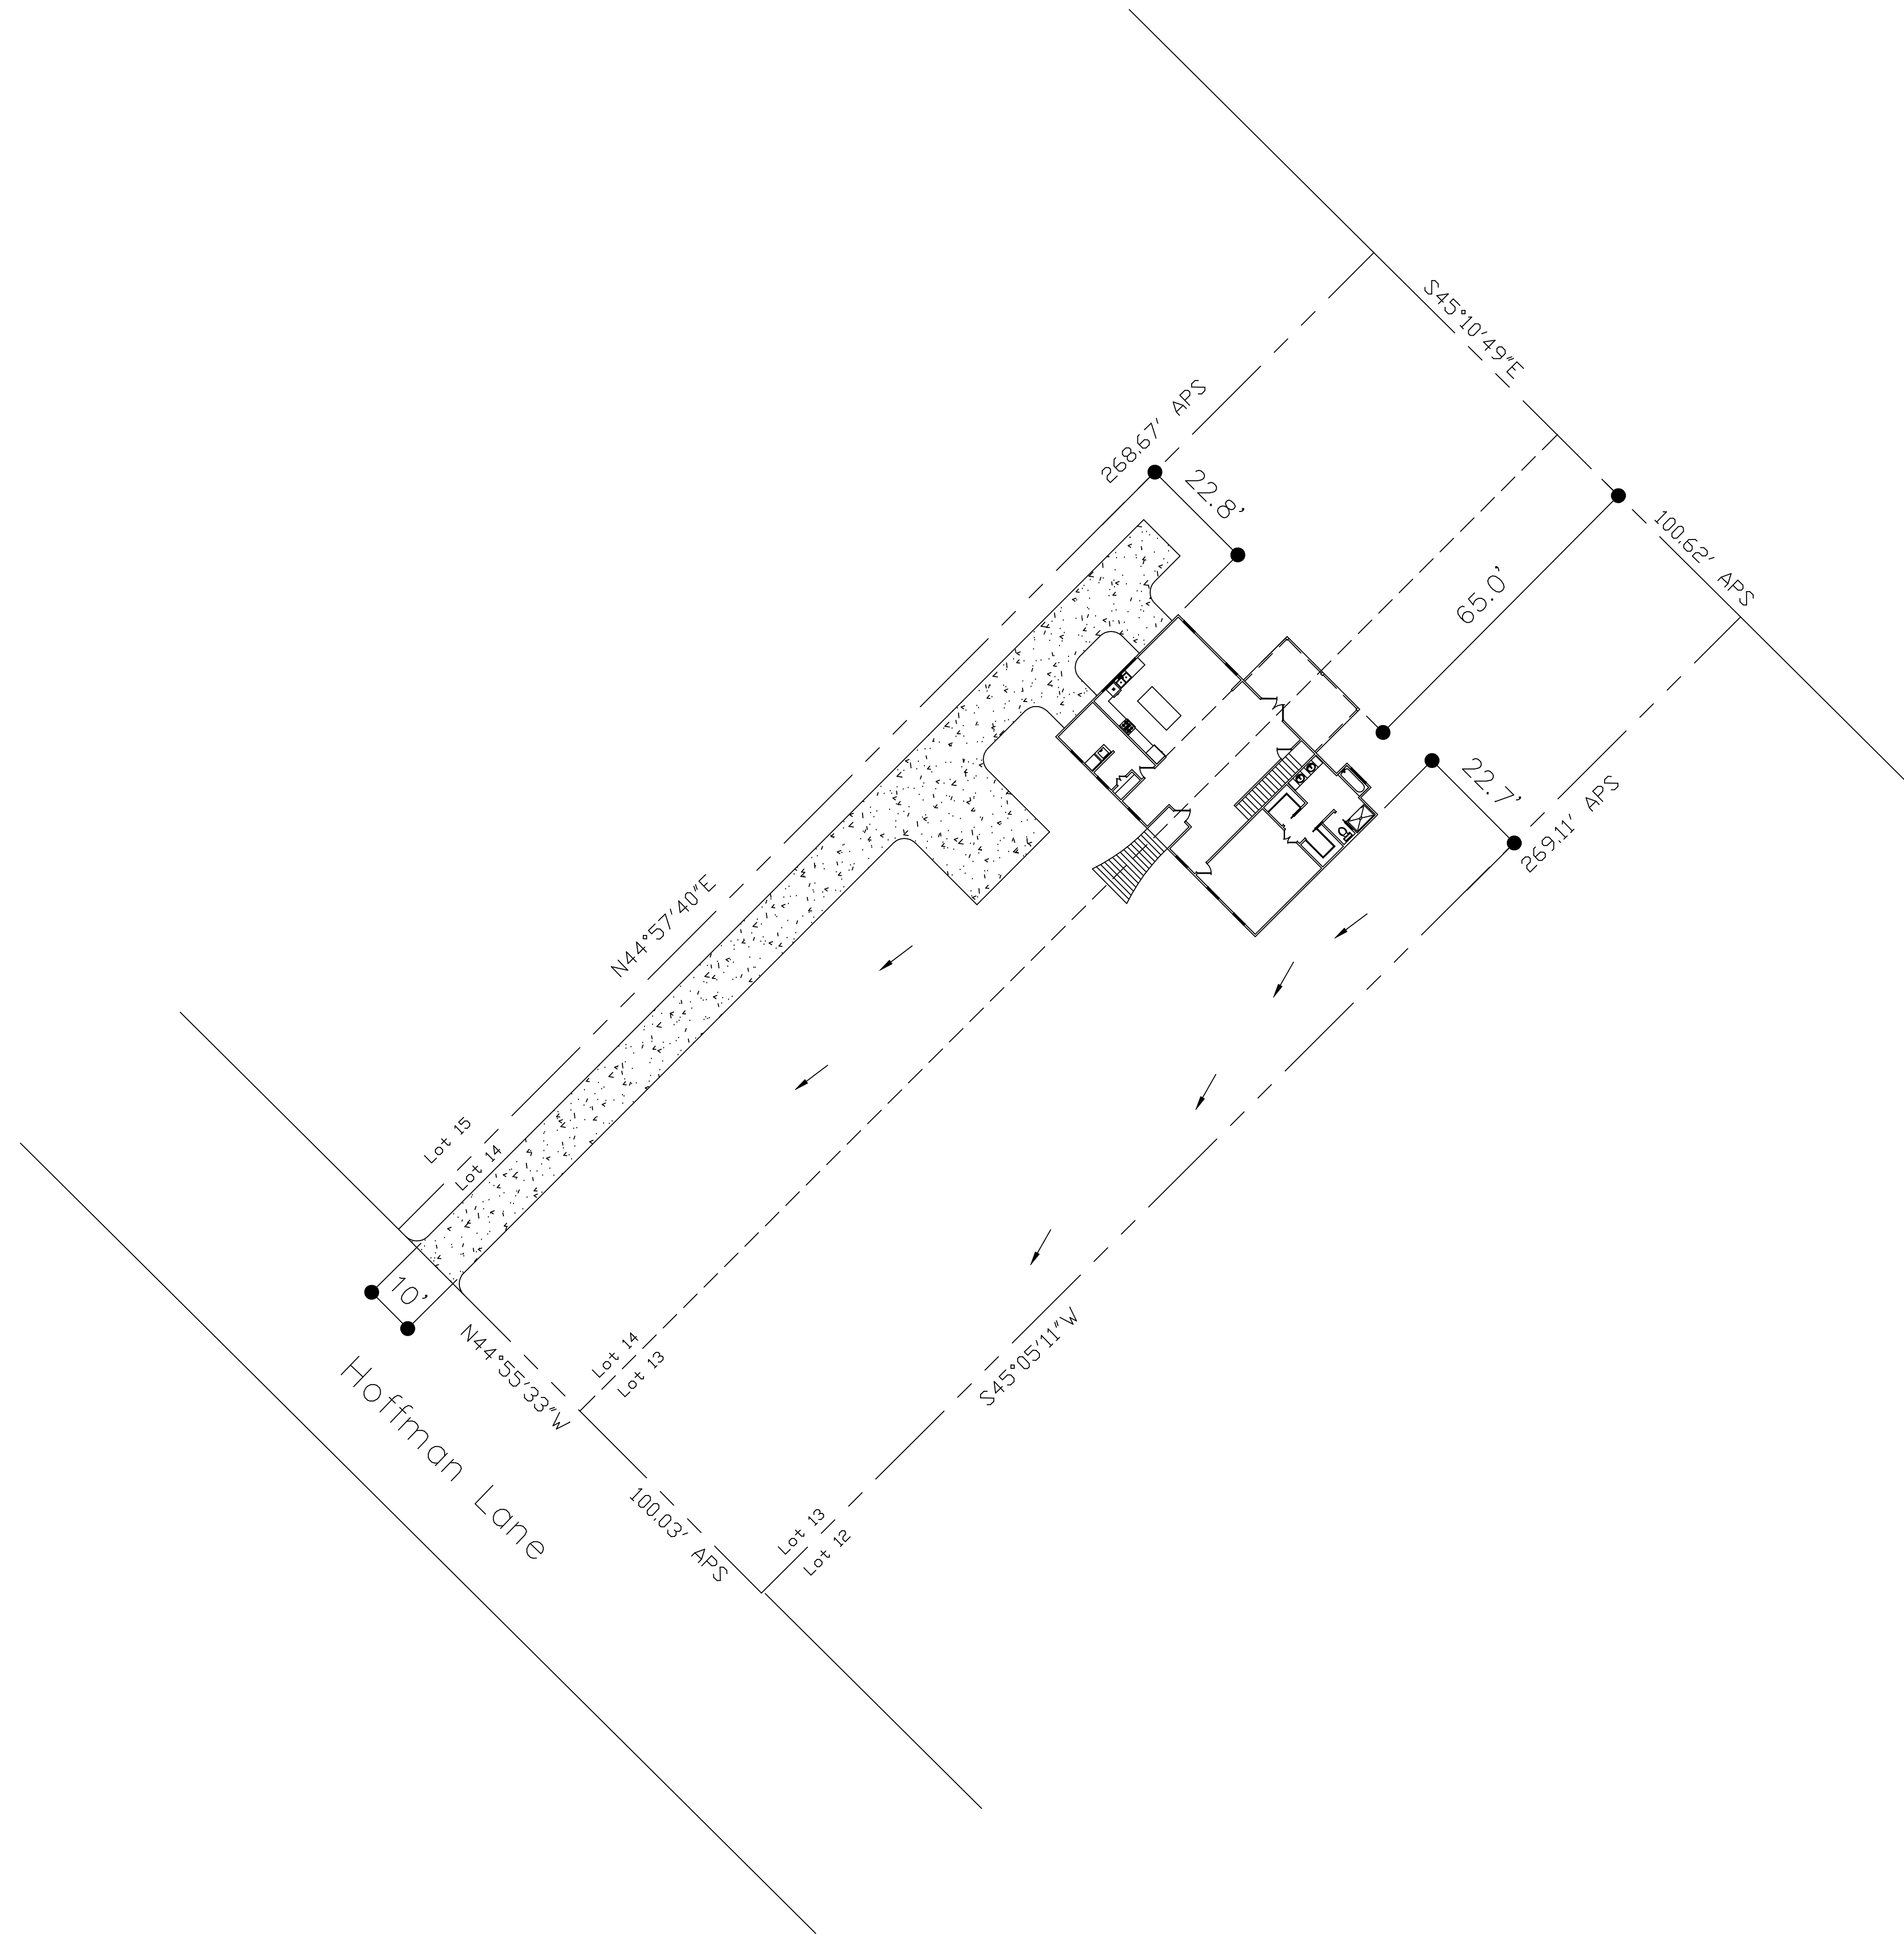 S45°10'49"E
100.62' APS
268.67' APS
22.8'
65.0'
22.7'
269.11' APS
N44°57'40"E
Lot 15
Lot 14
10'
N44°55'33"W
100.03' APS
Lot 14
Lot 13
S45°05'11"W
Lot 13
Lot 12
Hoffman Lane